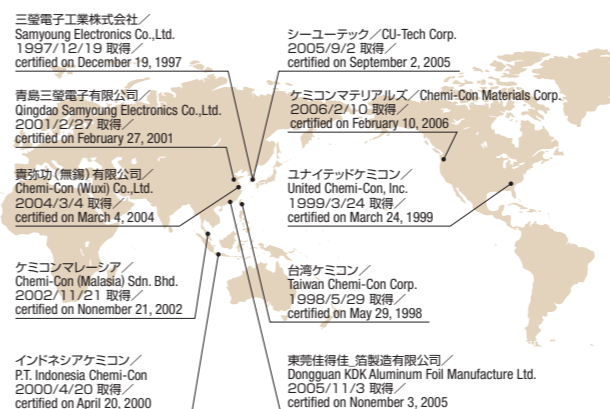 三瑩電子工業株式会社／
Samyoung Electronics Co.,Ltd.
1997/12/19 取得／
certified on December 19, 1997
青島三瑩電子有限公司／
Qingdao Samyoung Electronics Co.,Ltd.
2001/2/27 取得／
certified on February 27, 2001
貴弥功（無錫）有限公司／
Chemi-Con (Wuxi) Co.,Ltd.
2004/3/4 取得／
certified on March 4, 2004
ケミコンマレーシア／
Chemi-Con (Malasia) Sdn. Bhd.
2002/11/21 取得／
certified on Nonember 21, 2002
インドネシアケミコン／
P.T. Indonesia Chemi-Con
2000/4/20 取得／
certified on April 20, 2000
シーユーテック／CU-Tech Corp.
2005/9/2 取得／
certified on September 2, 2005
ケミコンマテリアルズ／Chemi-Con Materials Corp.
2006/2/10 取得／
certified on February 10, 2006
ユナイテッドケミコン／
United Chemi-Con, Inc.
1999/3/24 取得／
certified on March 24, 1999
台湾ケミコン／
Taiwan Chemi-Con Corp.
1998/5/29 取得／
certified on May 29, 1998
東莞佳得佳_箔製造有限公司／
Dongguan KDK Aluminum Foil Manufacture Ltd.
2005/11/3 取得／
certified on Nonember 3, 2005